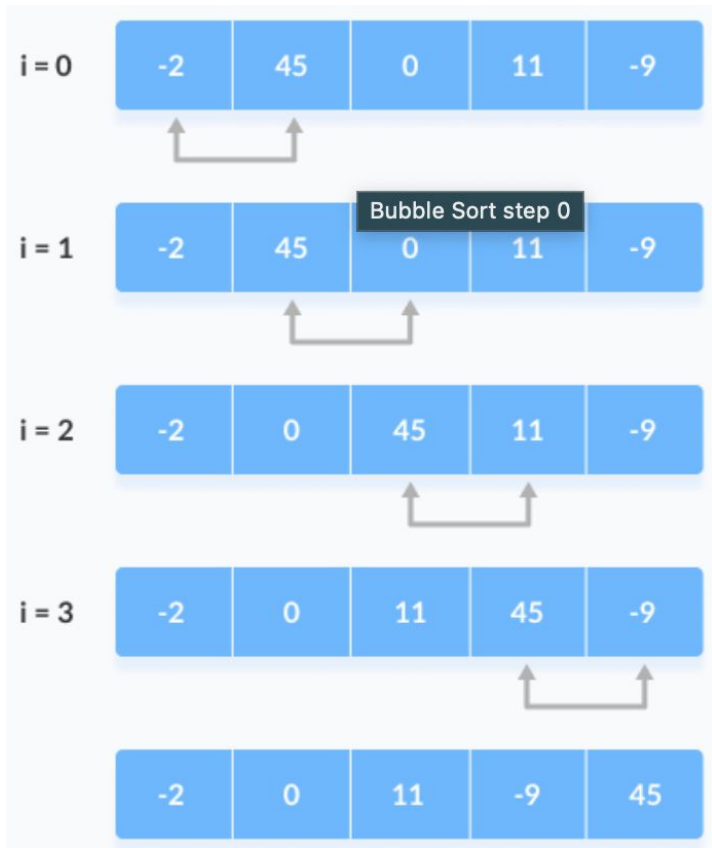 i = 0 -2 45 0 11 -9
Bubble Sort step 0
i = 1 -2 45 0 11 -9
i = 2 -2 0 45 11 -9
i = 3 -2 0 11 45 -9
-2 0 11 -9 45